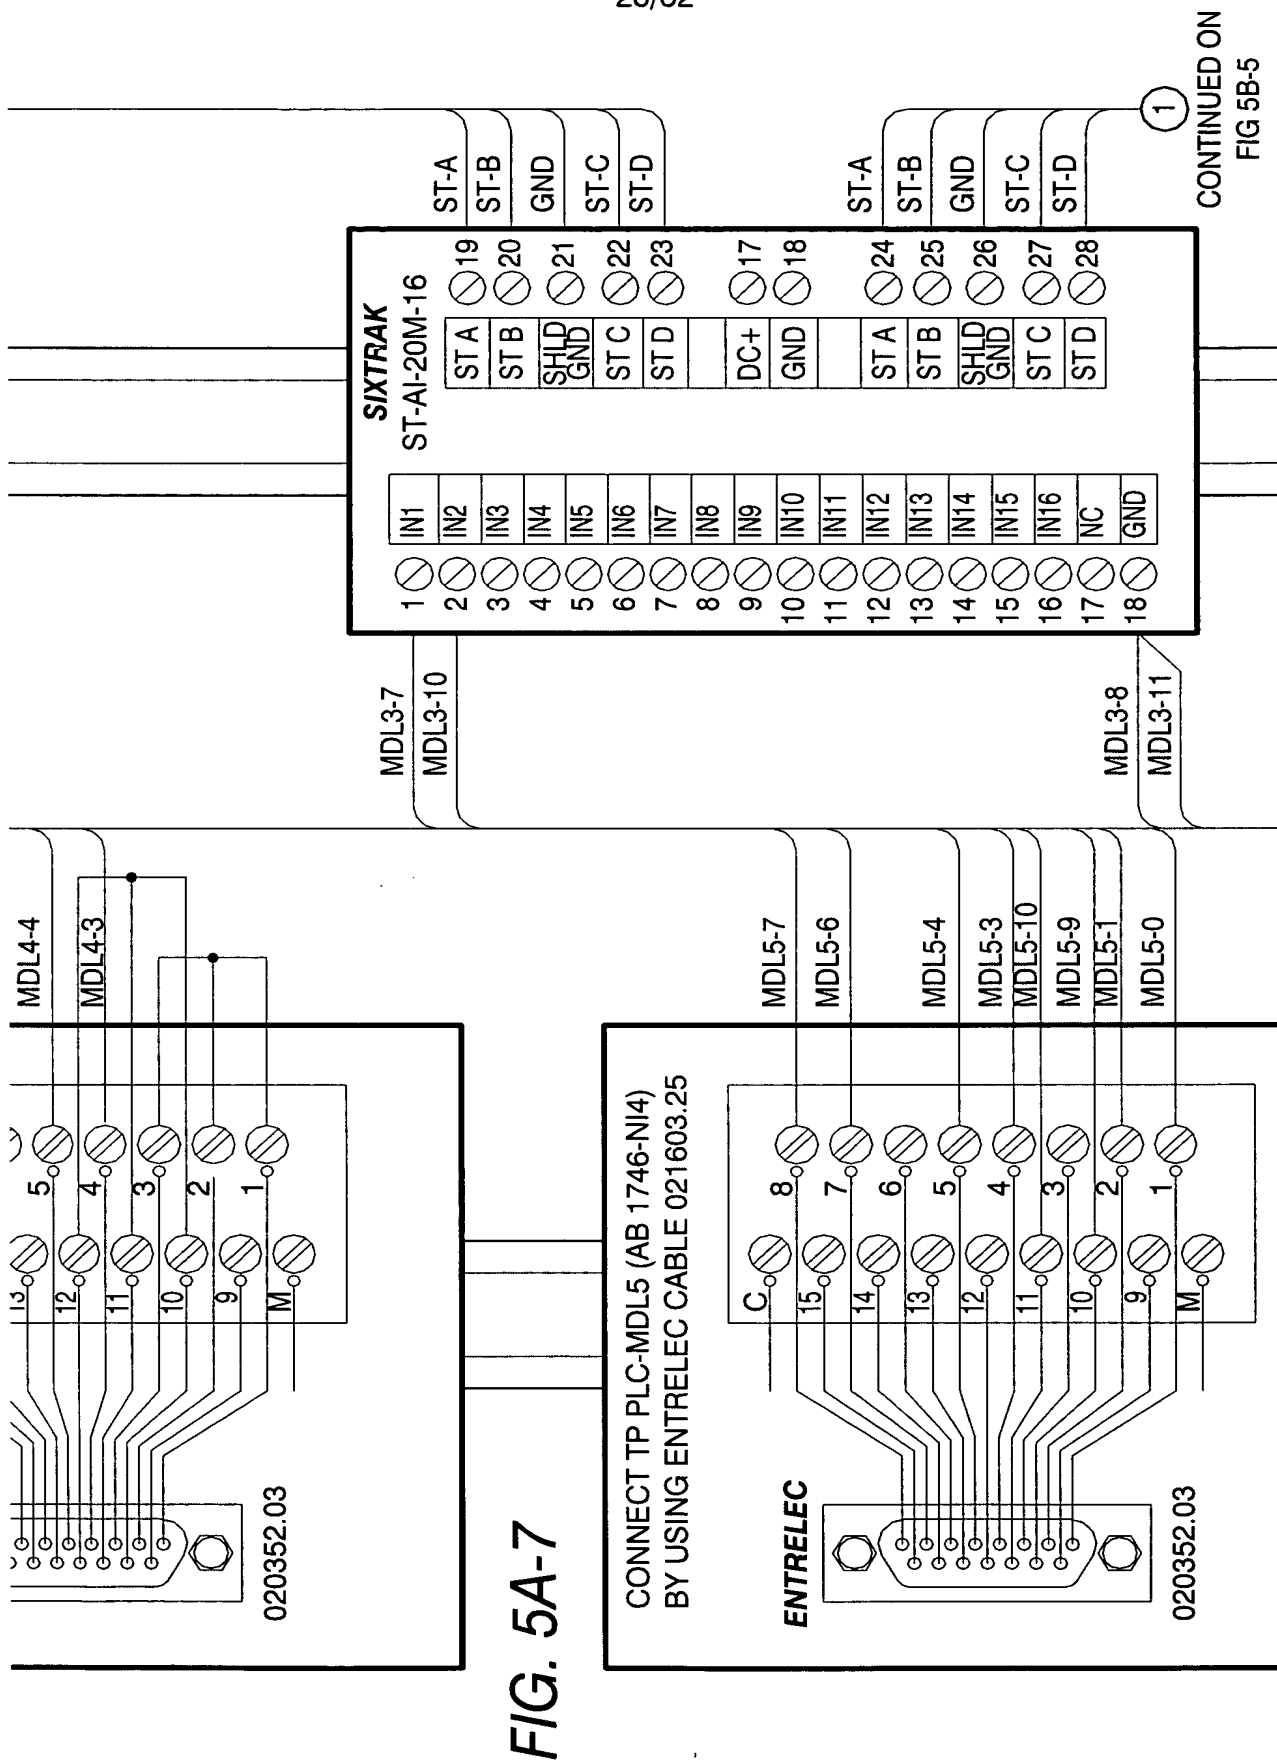 FIG. 5A-7
SIXTRAK
ST-AI-20M-16
1 IN1
2 IN2
3 IN3
4 IN4
5 IN5
6 IN6
7 IN7
8 IN8
9 IN9
10 IN10
11 IN11
12 IN12
13 IN13
14 IN14
15 IN15
16 IN16
17 NC
18 GND
ST A 19 ST-A
ST B 20 ST-B
SHLD GND 21 GND
ST C 22 ST-C
ST D 23 ST-D
DC+ 17
GND 18
ST A 24 ST-A
ST B 25 ST-B
SHLD GND 26 GND
ST C 27 ST-C
ST D 28 ST-D
1
CONTINUED ON
FIG 5B-5
MDL3-7
MDL3-10
MDL3-8
MDL3-11
MDL4-4
MDL4-3
5
4
3
2
1
13
12
11
10
9
M
020352.03
CONNECT TP PLC-MDL5 (AB 1746-NI4)
BY USING ENTRELEC CABLE 021603.25
ENTRELEC
020352.03
C
15
14
13
12
11
10
9
M
8
7
6
5
4
3
2
1
MDL5-7
MDL5-6
MDL5-4
MDL5-3
MDL5-10
MDL5-9
MDL5-1
MDL5-0